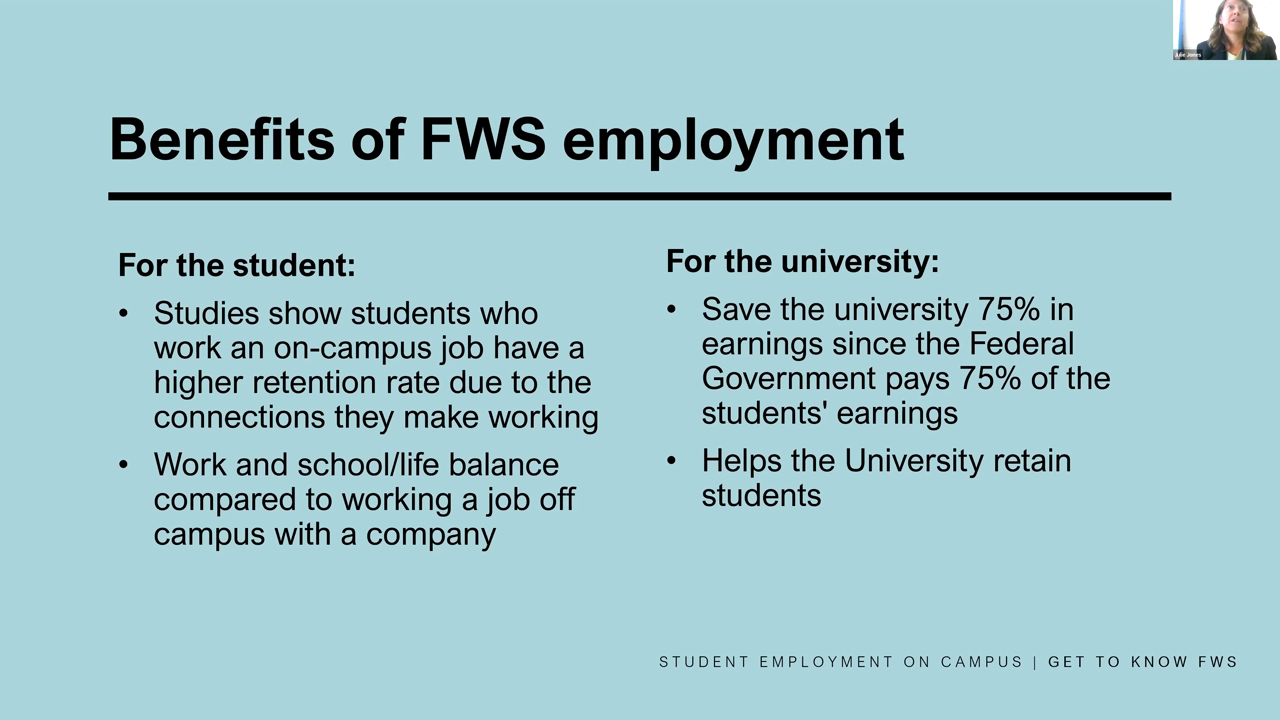 Julie Jones
Benefits of FWS employment
For the student:
• Studies show students who
work an on-campus job have a
higher retention rate due to the
connections they make working
• Work and school/life balance
compared to working a job off
campus with a company
For the university:
• Save the university 75% in
earnings since the Federal
Government pays 75% of the
students' earnings
• Helps the University retain
students
STUDENT EMPLOYMENT ON CAMPUS | GET TO KNOW FWS